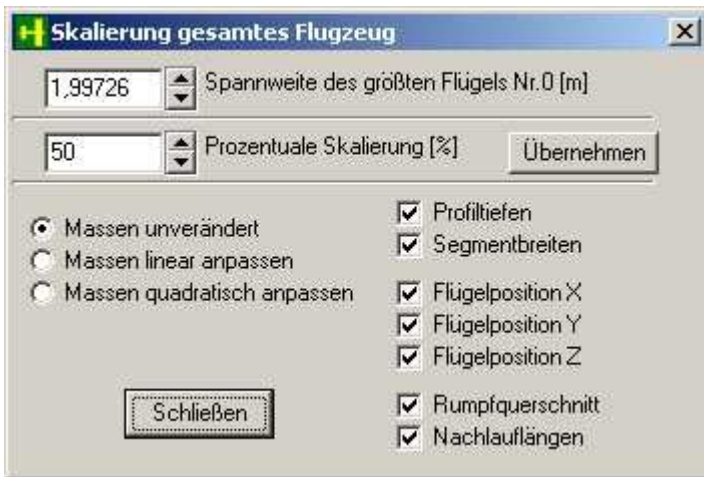 Skalierung gesamtes Flugzeug
1,99726 Spannweite des größten Flügels Nr.0 [m]
50 Prozentuale Skalierung [%] Übernehmen
Massen unverändert
Massen linear anpassen
Massen quadratisch anpassen
Profiltiefen
Segmentbreiten
Flügelposition X
Flügelposition Y
Flügelposition Z
Schließen
Rumpfquerschnitt
Nachlauflängen